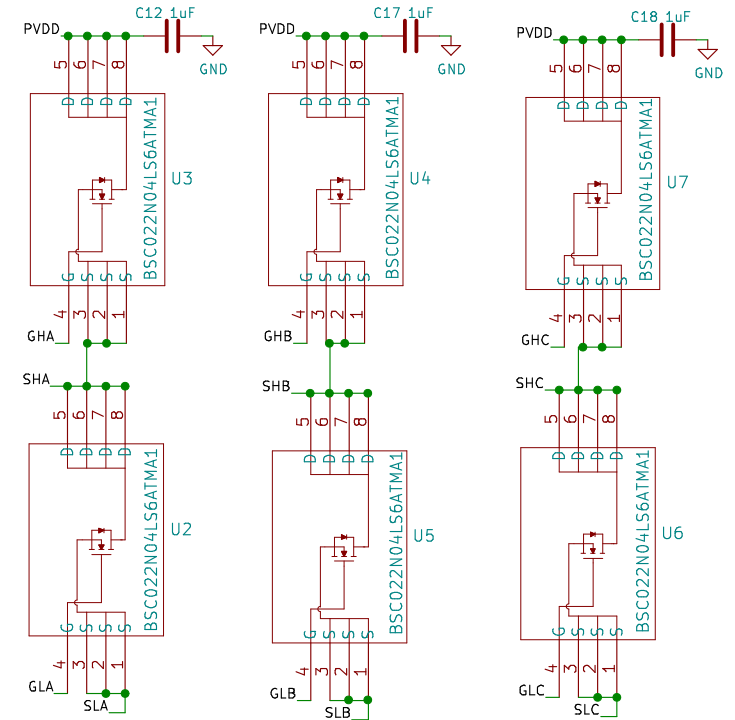 C12 1uF
PVDD
GND
5 6 7 8
D D D D
BSC022N04LS6ATMA1
U3
G S S S
4 3 2 1
GHA
SHA
5 6 7 8
D D D D
BSC022N04LS6ATMA1
U2
G S S S
4 3 2 1
GLA
SLA
C17 1uF
PVDD
GND
5 6 7 8
D D D D
BSC022N04LS6ATMA1
U4
G S S S
4 3 2 1
GHB
SHB
5 6 7 8
D D D D
BSC022N04LS6ATMA1
U5
G S S S
4 3 2 1
GLB
SLB
C18 1uF
PVDD
GND
5 6 7 8
D D D D
BSC022N04LS6ATMA1
U7
G S S S
4 3 2 1
GHC
SHC
5 6 7 8
D D D D
BSC022N04LS6ATMA1
U6
G S S S
4 3 2 1
GLC
SLC